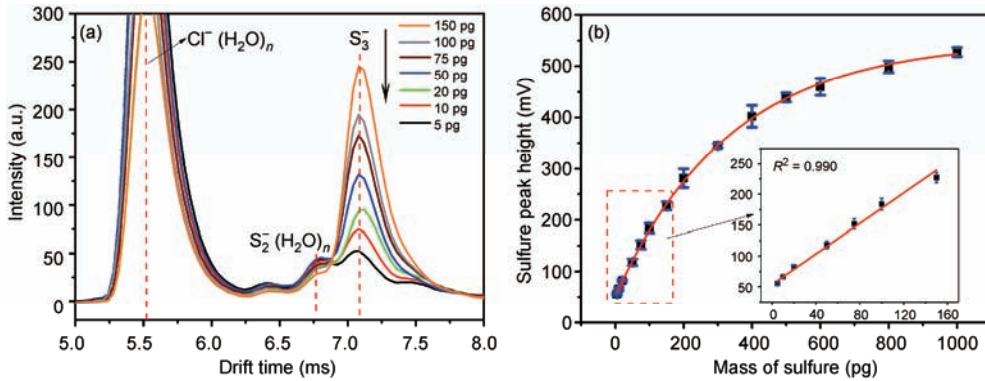 (a)
300
250
200
150
100
50
0
Intensity (a.u.)
5.0 5.5 6.0 6.5 7.0 7.5 8.0
Drift time (ms)
Cl⁻ (H₂O)ₙ
S₂⁻ (H₂O)ₙ
S₃⁻
150 pg
100 pg
75 pg
50 pg
20 pg
10 pg
5 pg
(b)
600
500
400
300
200
100
0
Sulfure peak height (mV)
0 200 400 600 800 1000
Mass of sulfure (pg)
R² = 0.990
250
200
150
100
50
0 40 80 120 160